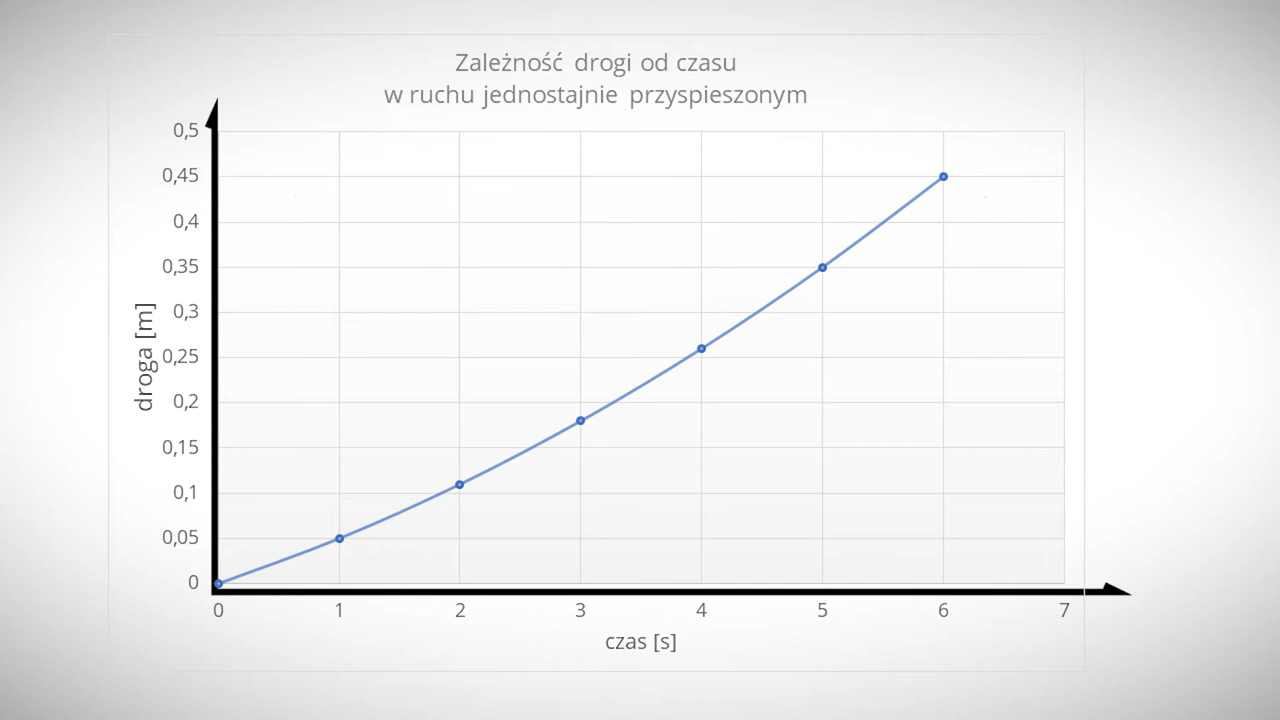 Zależność drogi od czasu
w ruchu jednostajnie przyspieszonym
0,5
0,45
0,4
0,35
0,3
0,25
0,2
0,15
0,1
0,05
0
droga [m]
0 1 2 3 4 5 6 7
czas [s]